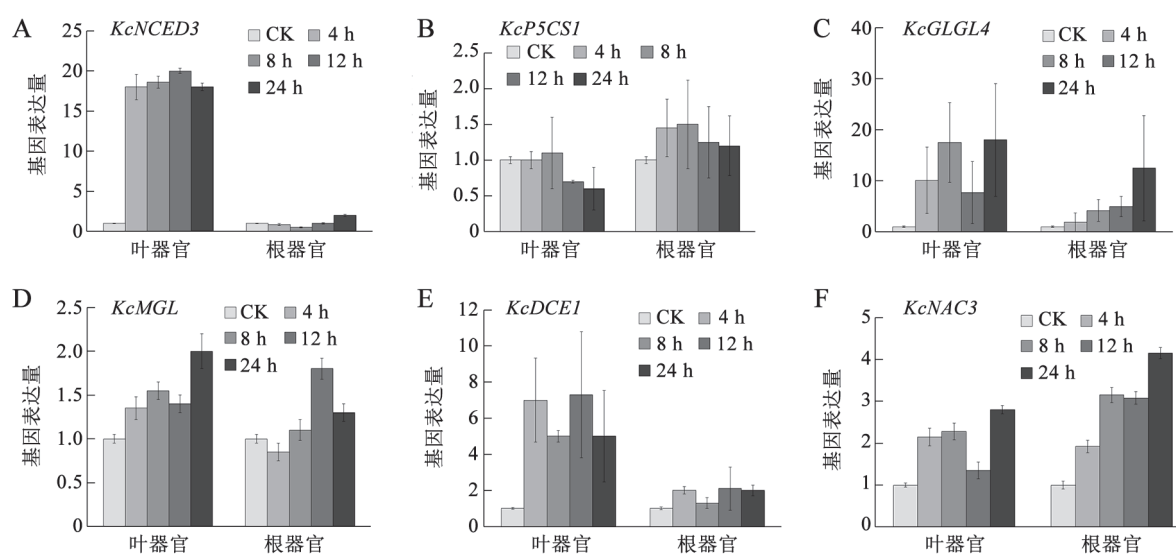 A KcNCED3
CK 4 h
8 h 12 h
24 h
基因表达量
25
20
15
10
5
0
叶器官 根器官
B KcP5CS1
CK 4 h 8 h
12 h 24 h
基因表达量
2.5
2.0
1.5
1.0
0.5
0.0
叶器官 根器官
C KcGLGL4
CK 4 h
8 h 12 h
24 h
基因表达量
40
30
20
10
0
叶器官 根器官
D KcMGL
CK 4 h
8 h 12 h
24 h
基因表达量
2.5
2.0
1.5
1.0
0.5
0.0
叶器官 根器官
E KcDCE1
CK 4 h
8 h 12 h
24 h
基因表达量
12
10
8
6
4
2
0
叶器官 根器官
F KcNAC3
CK 4 h
8 h 12 h
24 h
基因表达量
5
4
3
2
1
0
叶器官 根器官